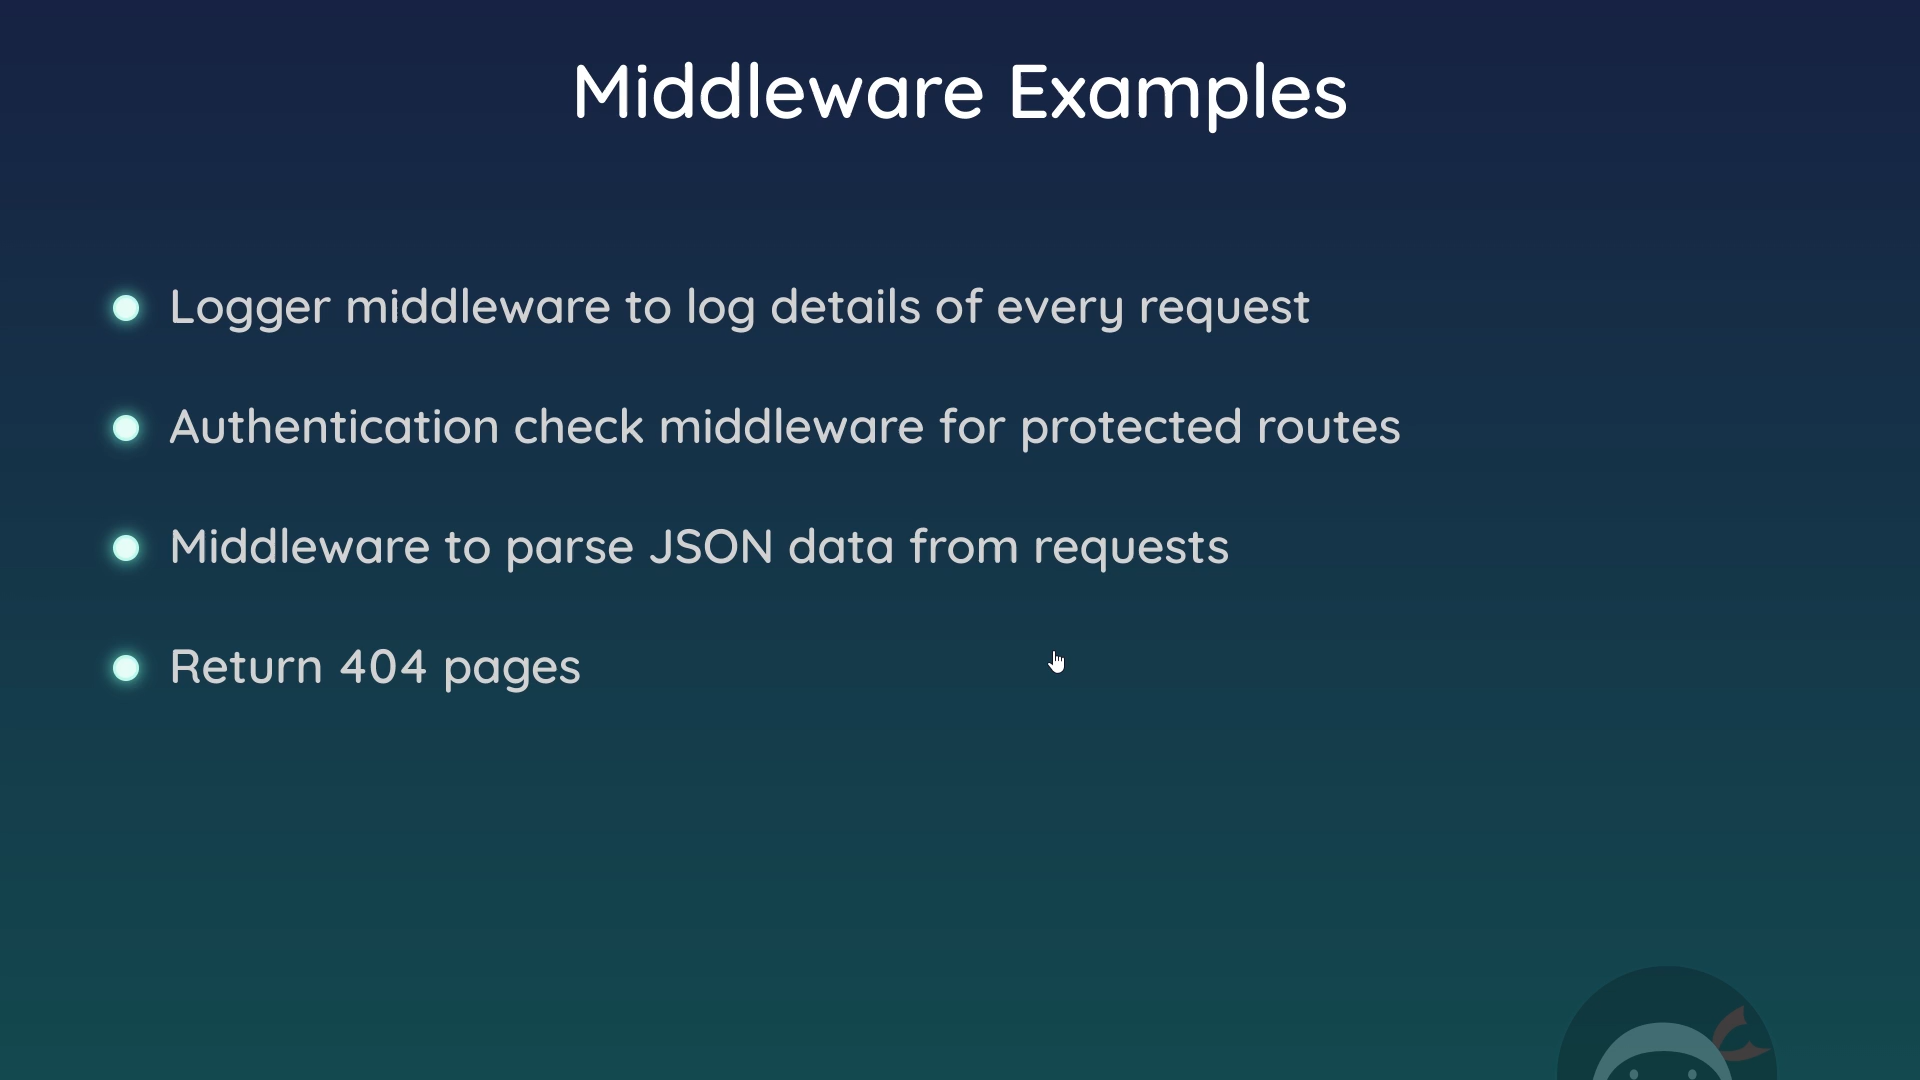 Middleware Examples
Logger middleware to log details of every request
Authentication check middleware for protected routes
Middleware to parse JSON data from requests
Return 404 pages